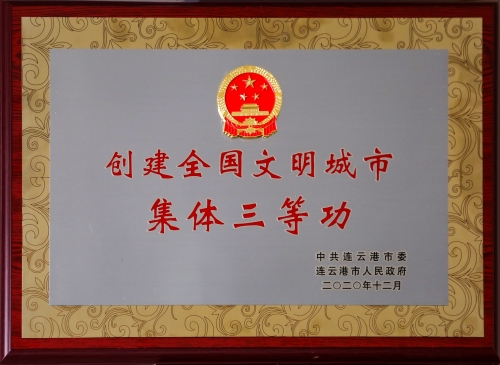 创建全国文明城市
集体三等功
中共连云港市委
连云港市人民政府
二〇二〇年十二月